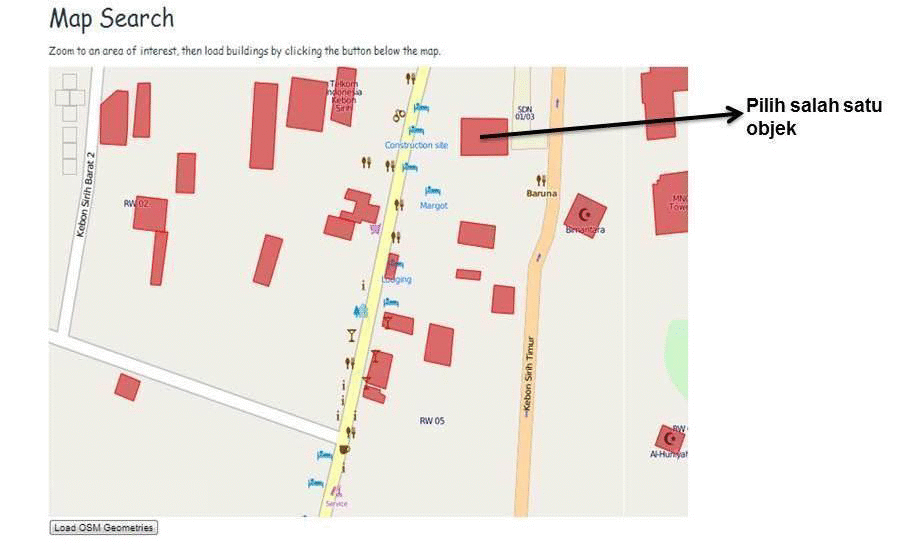 Map Search
Zoom to an area of interest, then load buildings by clicking the button below the map.
Telkom
Indonesia
Kebon
Sirih
SDN
01/03
Pilih salah satu
objek
Construction site
Kebon Sirih Barat 2
Baruna
RW 02
Margot
MNC
Towe
Bimantara
Lodging
Kebon Sirih Timur
RW 05
RW
Al-Huriyah
Service
Load OSM Geometries